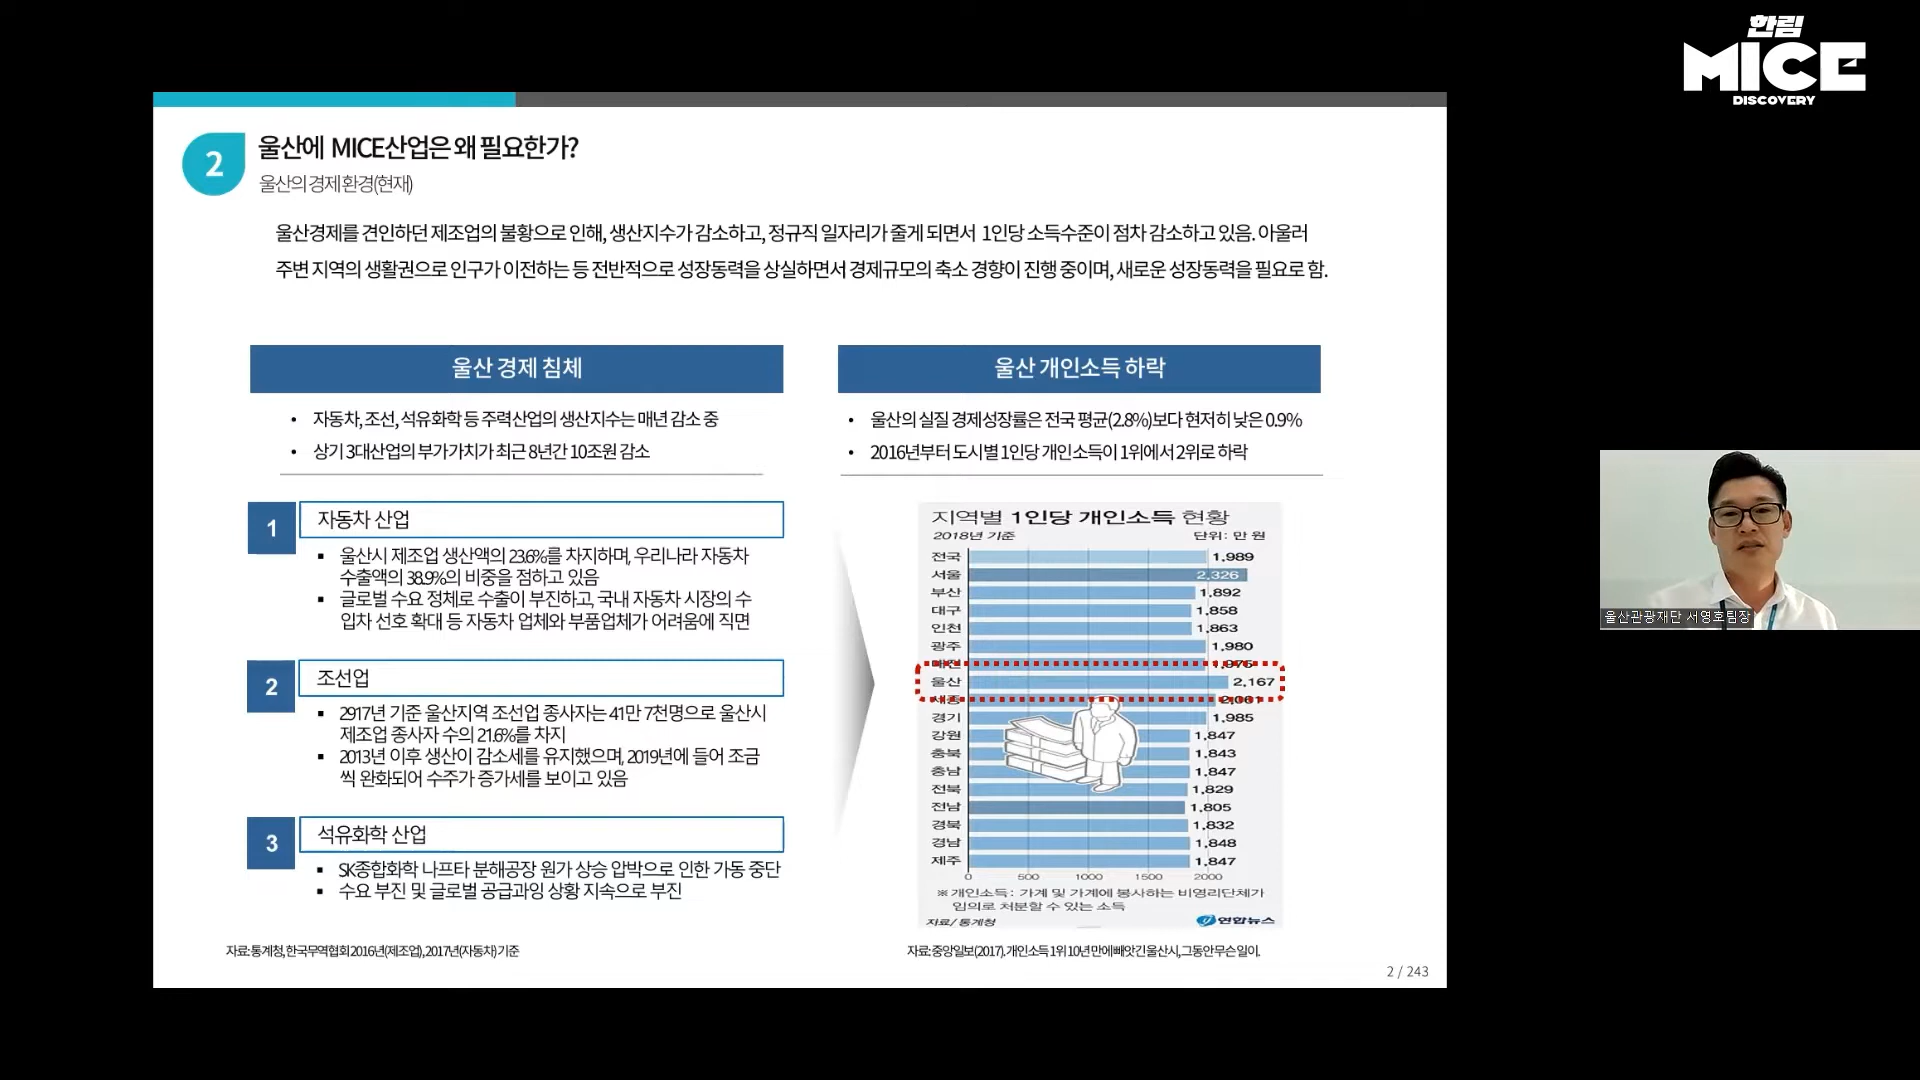 한림
MICE
DISCOVERY
2
울산에 MICE산업은 왜 필요한가?
울산의 경제 환경(현재)
울산경제를 견인하던 제조업의 불황으로 인해, 생산지수가 감소하고, 정규직 일자리가 줄게 되면서 1인당 소득수준이 점차 감소하고 있음. 아울러
주변 지역의 생활권으로 인구가 이전하는 등 전반적으로 성장동력을 상실하면서 경제규모의 축소 경향이 진행 중이며, 새로운 성장동력을 필요로 함.
울산 경제 침체
• 자동차, 조선, 석유화학 등 주력산업의 생산지수는 매년 감소 중
• 상기 3대산업의 부가가치가 최근 8년간 10조원 감소
1
자동차 산업
▪ 울산시 제조업 생산액의 23.6%를 차지하며, 우리나라 자동차
수출액의 38.9%의 비중을 점하고 있음
▪ 글로벌 수요 정체로 수출이 부진하고, 국내 자동차 시장의 수
입차 선호 확대 등 자동차 업체와 부품업체가 어려움에 직면
2
조선업
▪ 2917년 기준 울산지역 조선업 종사자는 41만 7천명으로 울산시
제조업 종사자 수의 21.6%를 차지
▪ 2013년 이후 생산이 감소세를 유지했으며, 2019년에 들어 조금
씩 완화되어 수주가 증가세를 보이고 있음
3
석유화학 산업
▪ SK종합화학 나프타 분해공장 원가 상승 압박으로 인한 가동 중단
▪ 수요 부진 및 글로벌 공급과잉 상황 지속으로 부진
자료: 통계청, 한국무역협회 2016년(제조업), 2017년(자동차) 기준
울산 개인소득 하락
• 울산의 실질 경제성장률은 전국 평균(2.8%)보다 현저히 낮은 0.9%
• 2016년부터 도시별 1인당 개인소득이 1위에서 2위로 하락
지역별 1인당 개인소득 현황
2018년 기준 단위: 만 원
전국 1,989
서울 2,326
부산 1,892
대구 1,858
인천 1,863
광주 1,980
대전 1,975
울산 2,167
세종 2,061
경기 1,985
강원 1,847
충북 1,843
충남 1,847
전북 1,829
전남 1,805
경북 1,832
경남 1,848
제주 1,847
0 500 1000 1500 2000
※ 개인소득: 가계 및 가계에 봉사하는 비영리단체가
임의로 처분할 수 있는 소득
자료/ 통계청
연합뉴스
자료: 중앙일보(2017). 개인소득 1위 10년 만에 빼앗긴 울산시, 그동안 무슨 일이.
2 / 243
울산관광재단 서영호팀장